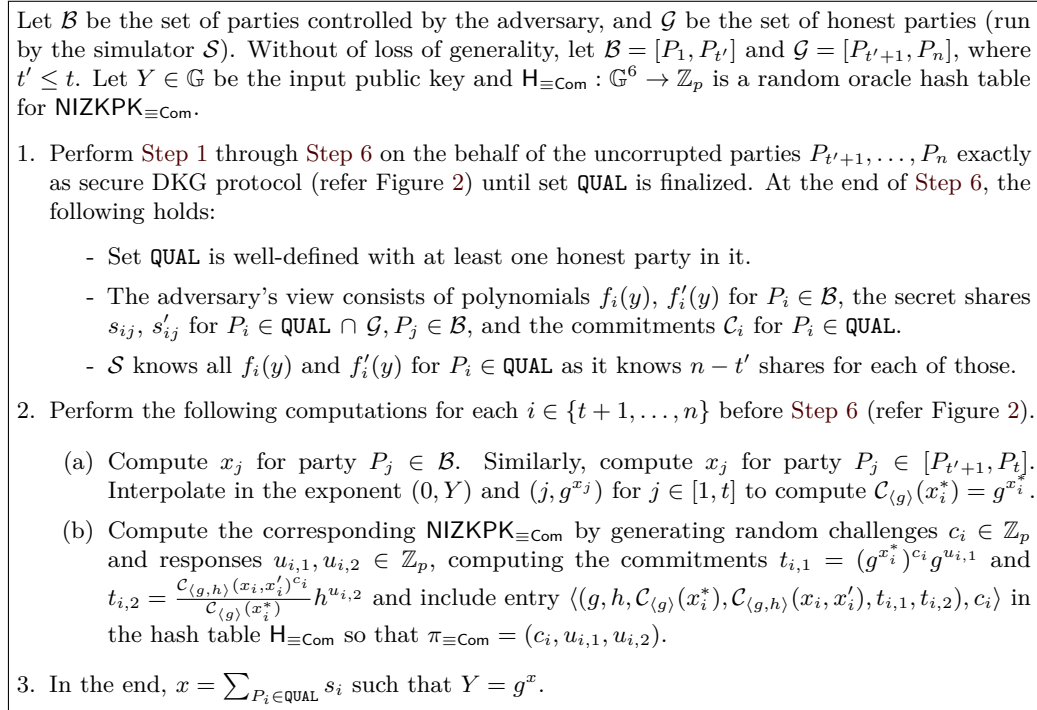 Let 𝓑 be the set of parties controlled by the adversary, and 𝓖 be the set of honest parties (run
by the simulator 𝓢). Without of loss of generality, let 𝓑 = [P_1, P_{t'}] and 𝓖 = [P_{t'+1}, P_n], where
t' ≤ t. Let Y ∈ 𝔾 be the input public key and H_{≡Com} : 𝔾^6 → ℤ_p is a random oracle hash table
for NIZKPK_{≡Com}.
1. Perform Step 1 through Step 6 on the behalf of the uncorrupted parties P_{t'+1}, . . . , P_n exactly
as secure DKG protocol (refer Figure 2) until set QUAL is finalized. At the end of Step 6, the
following holds:
- Set QUAL is well-defined with at least one honest party in it.
- The adversary's view consists of polynomials f_i(y), f'_i(y) for P_i ∈ 𝓑, the secret shares
s_{ij}, s'_{ij} for P_i ∈ QUAL ∩ 𝓖, P_j ∈ 𝓑, and the commitments 𝓒_i for P_i ∈ QUAL.
- 𝓢 knows all f_i(y) and f'_i(y) for P_i ∈ QUAL as it knows n − t' shares for each of those.
2. Perform the following computations for each i ∈ {t + 1, . . . , n} before Step 6 (refer Figure 2).
(a) Compute x_j for party P_j ∈ 𝓑. Similarly, compute x_j for party P_j ∈ [P_{t'+1}, P_t].
Interpolate in the exponent (0, Y) and (j, g^{x_j}) for j ∈ [1, t] to compute 𝓒_{⟨g⟩}(x_i^*) = g^{x_i^*}.
(b) Compute the corresponding NIZKPK_{≡Com} by generating random challenges c_i ∈ ℤ_p
and responses u_{i,1}, u_{i,2} ∈ ℤ_p, computing the commitments t_{i,1} = (g^{x_i^*})^{c_i} g^{u_{i,1}} and
t_{i,2} = \frac{𝓒_{⟨g,h⟩}(x_i, x'_i)^{c_i}}{𝓒_{⟨g⟩}(x_i^*)} h^{u_{i,2}} and include entry ⟨(g, h, 𝓒_{⟨g⟩}(x_i^*), 𝓒_{⟨g,h⟩}(x_i, x'_i), t_{i,1}, t_{i,2}), c_i⟩ in
the hash table H_{≡Com} so that π_{≡Com} = (c_i, u_{i,1}, u_{i,2}).
3. In the end, x = ∑_{P_i∈QUAL} s_i such that Y = g^x.